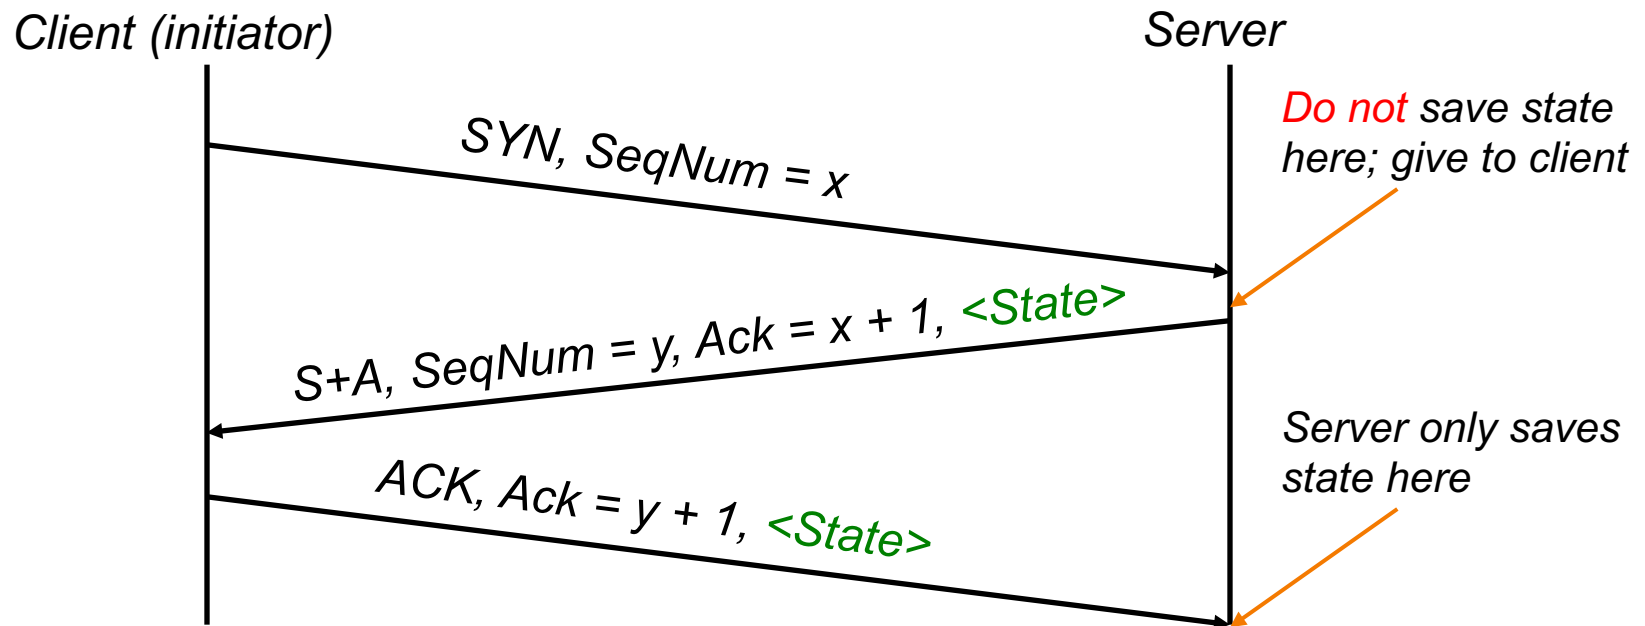 Client (initiator)
Server
Do not save state
here; give to client
SYN, SeqNum = x
S+A, SeqNum = y, Ack = x + 1, <State>
Server only saves
state here
ACK, Ack = y + 1, <State>